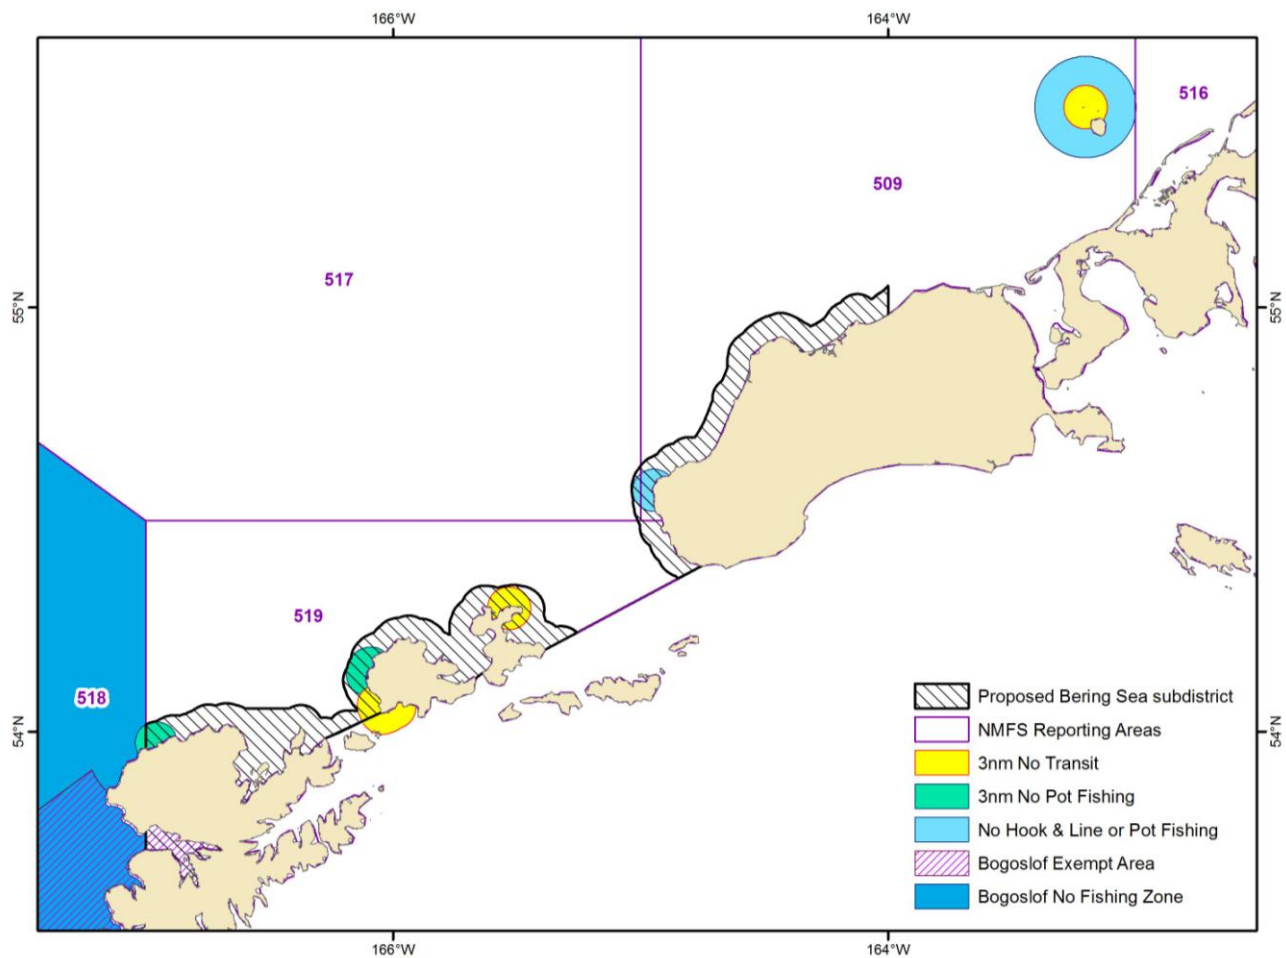 166°W 164°W
516
509
517
55°N 55°N
519
518
54°N 54°N
Proposed Bering Sea subdistrict
NMFS Reporting Areas
3nm No Transit
3nm No Pot Fishing
No Hook & Line or Pot Fishing
Bogoslof Exempt Area
Bogoslof No Fishing Zone
166°W 164°W